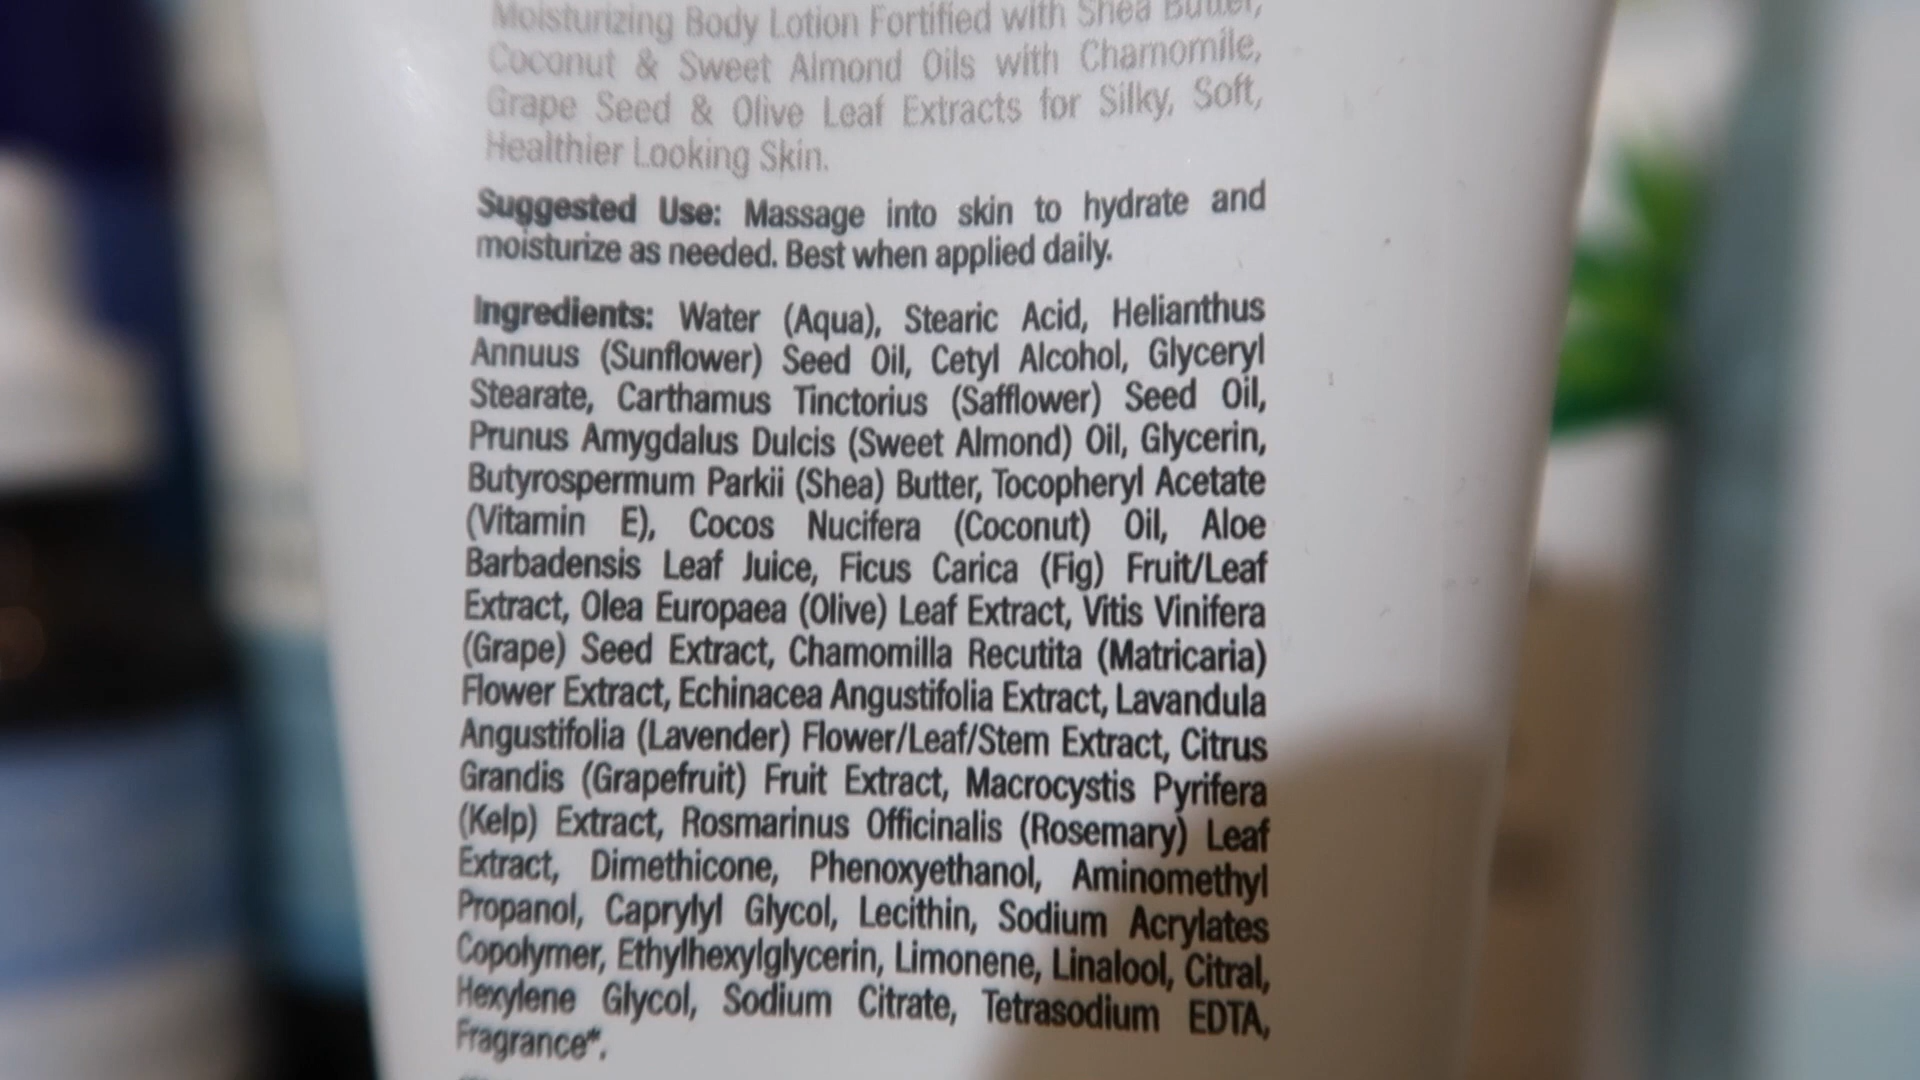 Moisturizing Body Lotion Fortified with Shea Butter,
Coconut & Sweet Almond Oils with Chamomile,
Grape Seed & Olive Leaf Extracts for Silky, Soft,
Healthier Looking Skin.
Suggested Use: Massage into skin to hydrate and
moisturize as needed. Best when applied daily.
Ingredients: Water (Aqua), Stearic Acid, Helianthus
Annuus (Sunflower) Seed Oil, Cetyl Alcohol, Glyceryl
Stearate, Carthamus Tinctorius (Safflower) Seed Oil,
Prunus Amygdalus Dulcis (Sweet Almond) Oil, Glycerin,
Butyrospermum Parkii (Shea) Butter, Tocopheryl Acetate
(Vitamin E), Cocos Nucifera (Coconut) Oil, Aloe
Barbadensis Leaf Juice, Ficus Carica (Fig) Fruit/Leaf
Extract, Olea Europaea (Olive) Leaf Extract, Vitis Vinifera
(Grape) Seed Extract, Chamomilla Recutita (Matricaria)
Flower Extract, Echinacea Angustifolia Extract, Lavandula
Angustifolia (Lavender) Flower/Leaf/Stem Extract, Citrus
Grandis (Grapefruit) Fruit Extract, Macrocystis Pyrifera
(Kelp) Extract, Rosmarinus Officinalis (Rosemary) Leaf
Extract, Dimethicone, Phenoxyethanol, Aminomethyl
Propanol, Caprylyl Glycol, Lecithin, Sodium Acrylates
Copolymer, Ethylhexylglycerin, Limonene, Linalool, Citral,
Hexylene Glycol, Sodium Citrate, Tetrasodium EDTA,
Fragrance*.